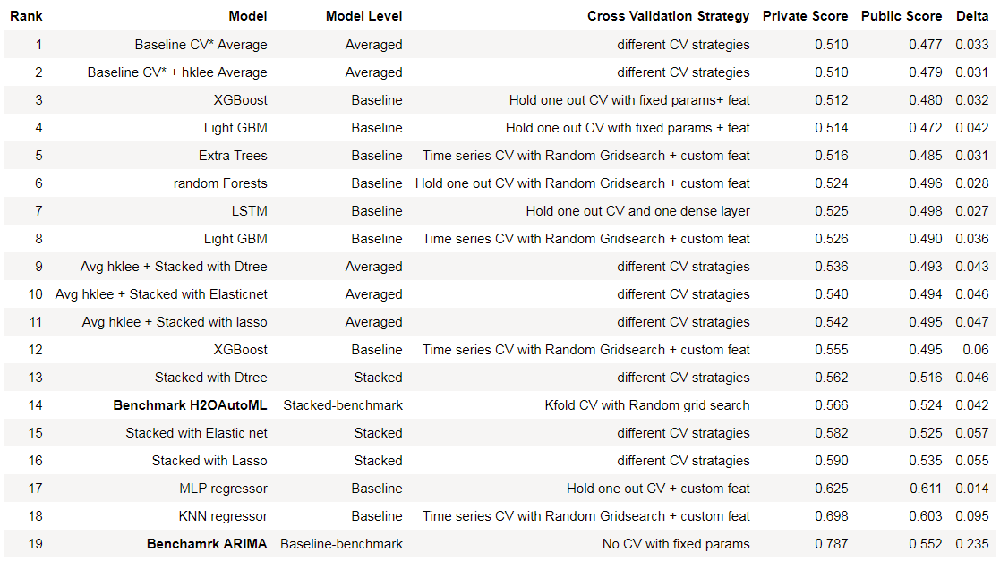 Rank Model Model Level Cross Validation Strategy Private Score Public Score Delta
1 Baseline CV* Average Averaged different CV strategies 0.510 0.477 0.033
2 Baseline CV* + hklee Average Averaged different CV strategies 0.510 0.479 0.031
3 XGBoost Baseline Hold one out CV with fixed params+ feat 0.512 0.480 0.032
4 Light GBM Baseline Hold one out CV with fixed params + feat 0.514 0.472 0.042
5 Extra Trees Baseline Time series CV with Random Gridsearch + custom feat 0.516 0.485 0.031
6 random Forests Baseline Hold one out CV with Random Gridsearch + custom feat 0.524 0.496 0.028
7 LSTM Baseline Hold one out CV and one dense layer 0.525 0.498 0.027
8 Light GBM Baseline Time series CV with Random Gridsearch + custom feat 0.526 0.490 0.036
9 Avg hklee + Stacked with Dtree Averaged different CV stratagies 0.536 0.493 0.043
10 Avg hklee + Stacked with Elasticnet Averaged different CV stratagies 0.540 0.494 0.046
11 Avg hklee + Stacked with lasso Averaged different CV stratagies 0.542 0.495 0.047
12 XGBoost Baseline Time series CV with Random Gridsearch + custom feat 0.555 0.495 0.06
13 Stacked with Dtree Stacked different CV stratagies 0.562 0.516 0.046
14 Benchmark H2OAutoML Stacked-benchmark Kfold CV with Random grid search 0.566 0.524 0.042
15 Stacked with Elastic net Stacked different CV stratagies 0.582 0.525 0.057
16 Stacked with Lasso Stacked different CV stratagies 0.590 0.535 0.055
17 MLP regressor Baseline Hold one out CV + custom feat 0.625 0.611 0.014
18 KNN regressor Baseline Time series CV with Random Gridsearch + custom feat 0.698 0.603 0.095
19 Benchamrk ARIMA Baseline-benchmark No CV with fixed params 0.787 0.552 0.235